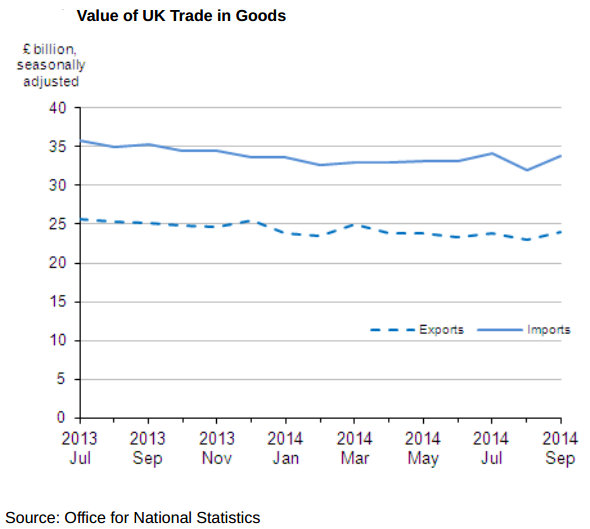 Value of UK Trade in Goods
£ billion,
seasonally
adjusted
40
35
30
25
20
15
10
5
0
Exports
Imports
2013 2013 2013 2014 2014 2014 2014 2014
Jul Sep Nov Jan Mar May Jul Sep
Source: Office for National Statistics